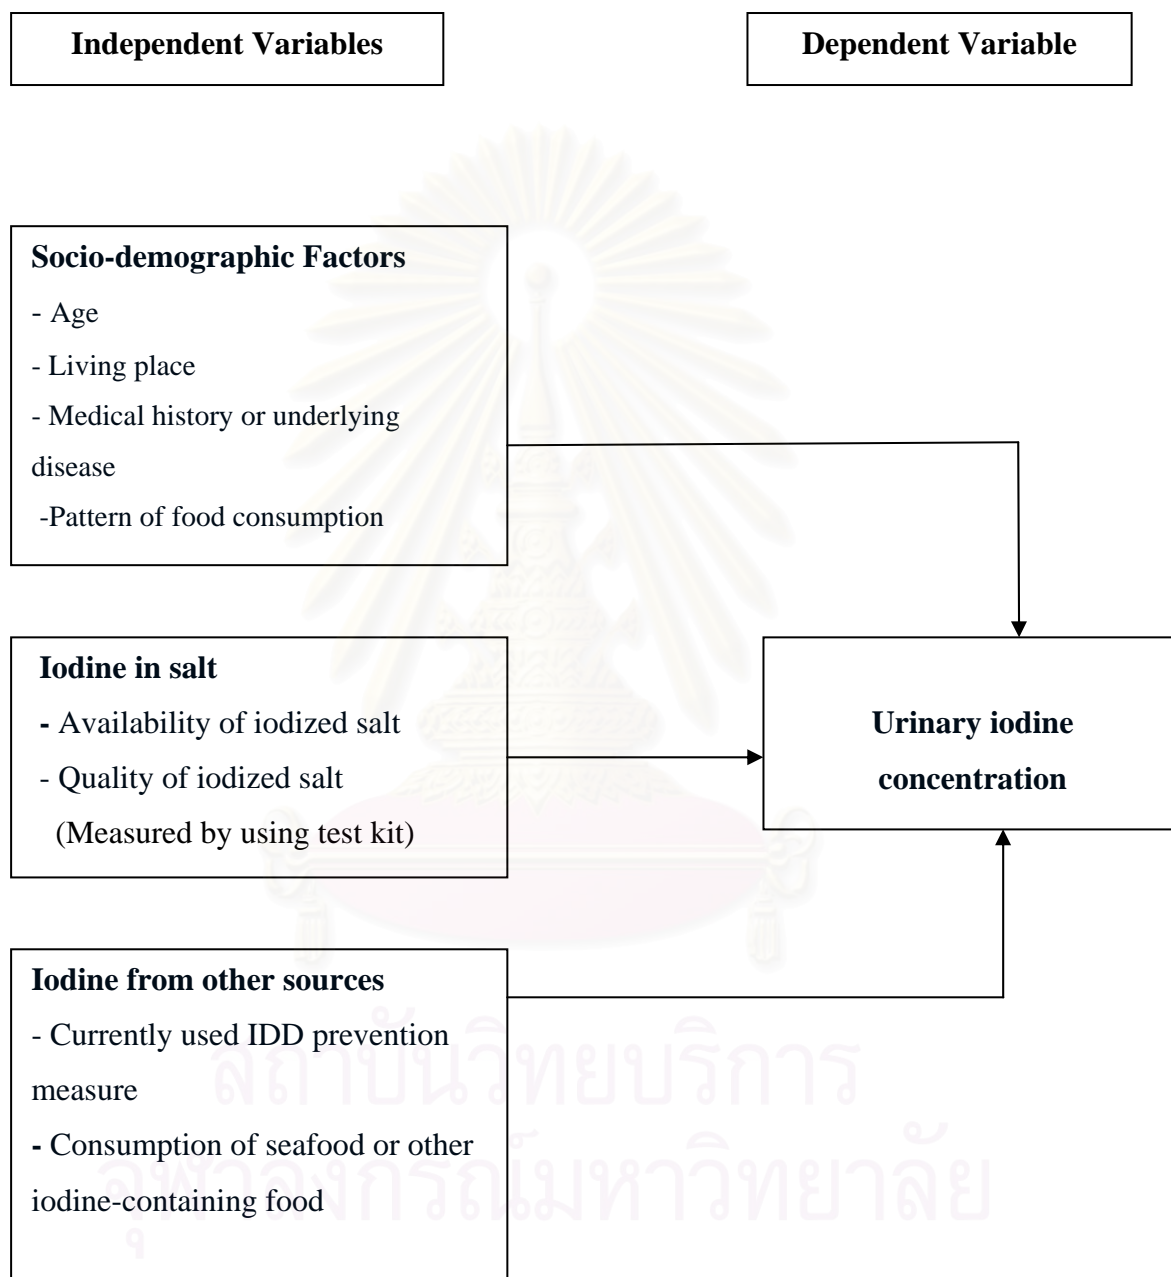 Independent Variables
Dependent Variable
Socio-demographic Factors
- Age
- Living place
- Medical history or underlying
disease
-Pattern of food consumption
Iodine in salt
- Availability of iodized salt
- Quality of iodized salt
(Measured by using test kit)
Urinary iodine
concentration
Iodine from other sources
- Currently used IDD prevention
measure
- Consumption of seafood or other
iodine-containing food
สถาบันวิทยบริการ
จุฬาลงกรณ์มหาวิทยาลัย